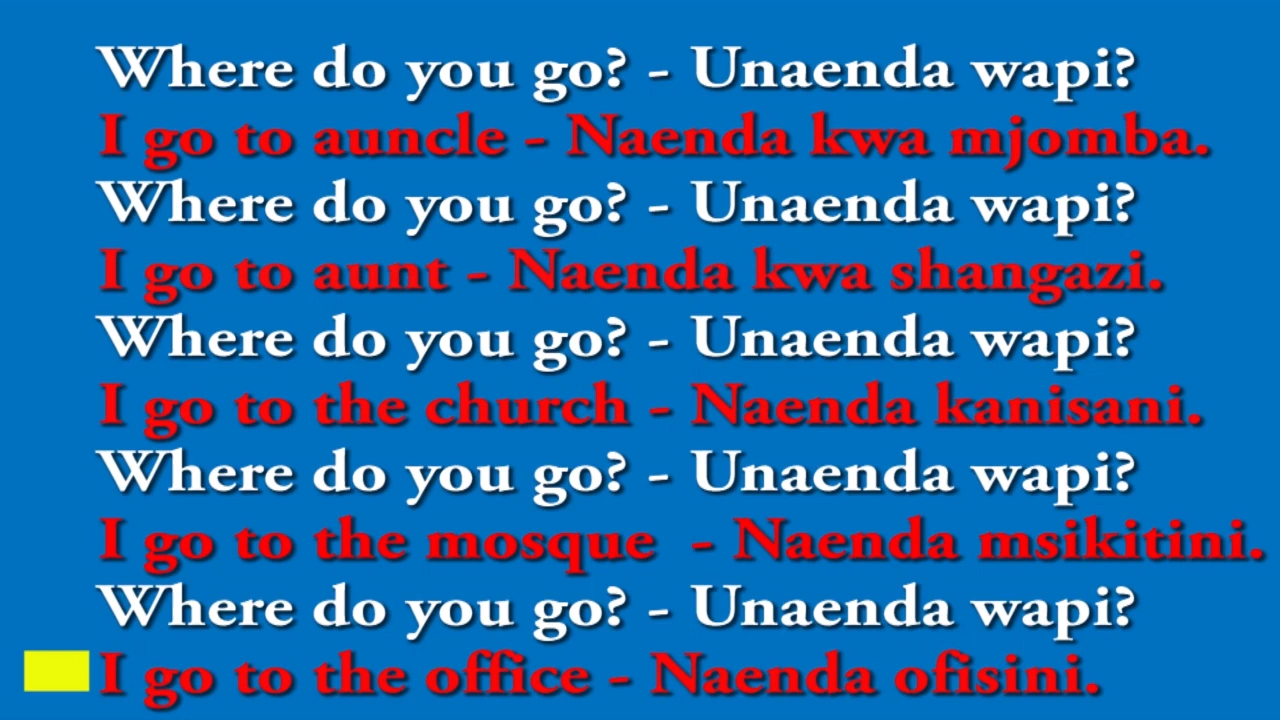 Where do you go? - Unaenda wapi?
I go to auncle - Naenda kwa mjomba.
Where do you go? - Unaenda wapi?
I go to aunt - Naenda kwa shangazi.
Where do you go? - Unaenda wapi?
I go to the church - Naenda kanisani.
Where do you go? - Unaenda wapi?
I go to the mosque - Naenda msikitini.
Where do you go? - Unaenda wapi?
I go to the office - Naenda ofisini.